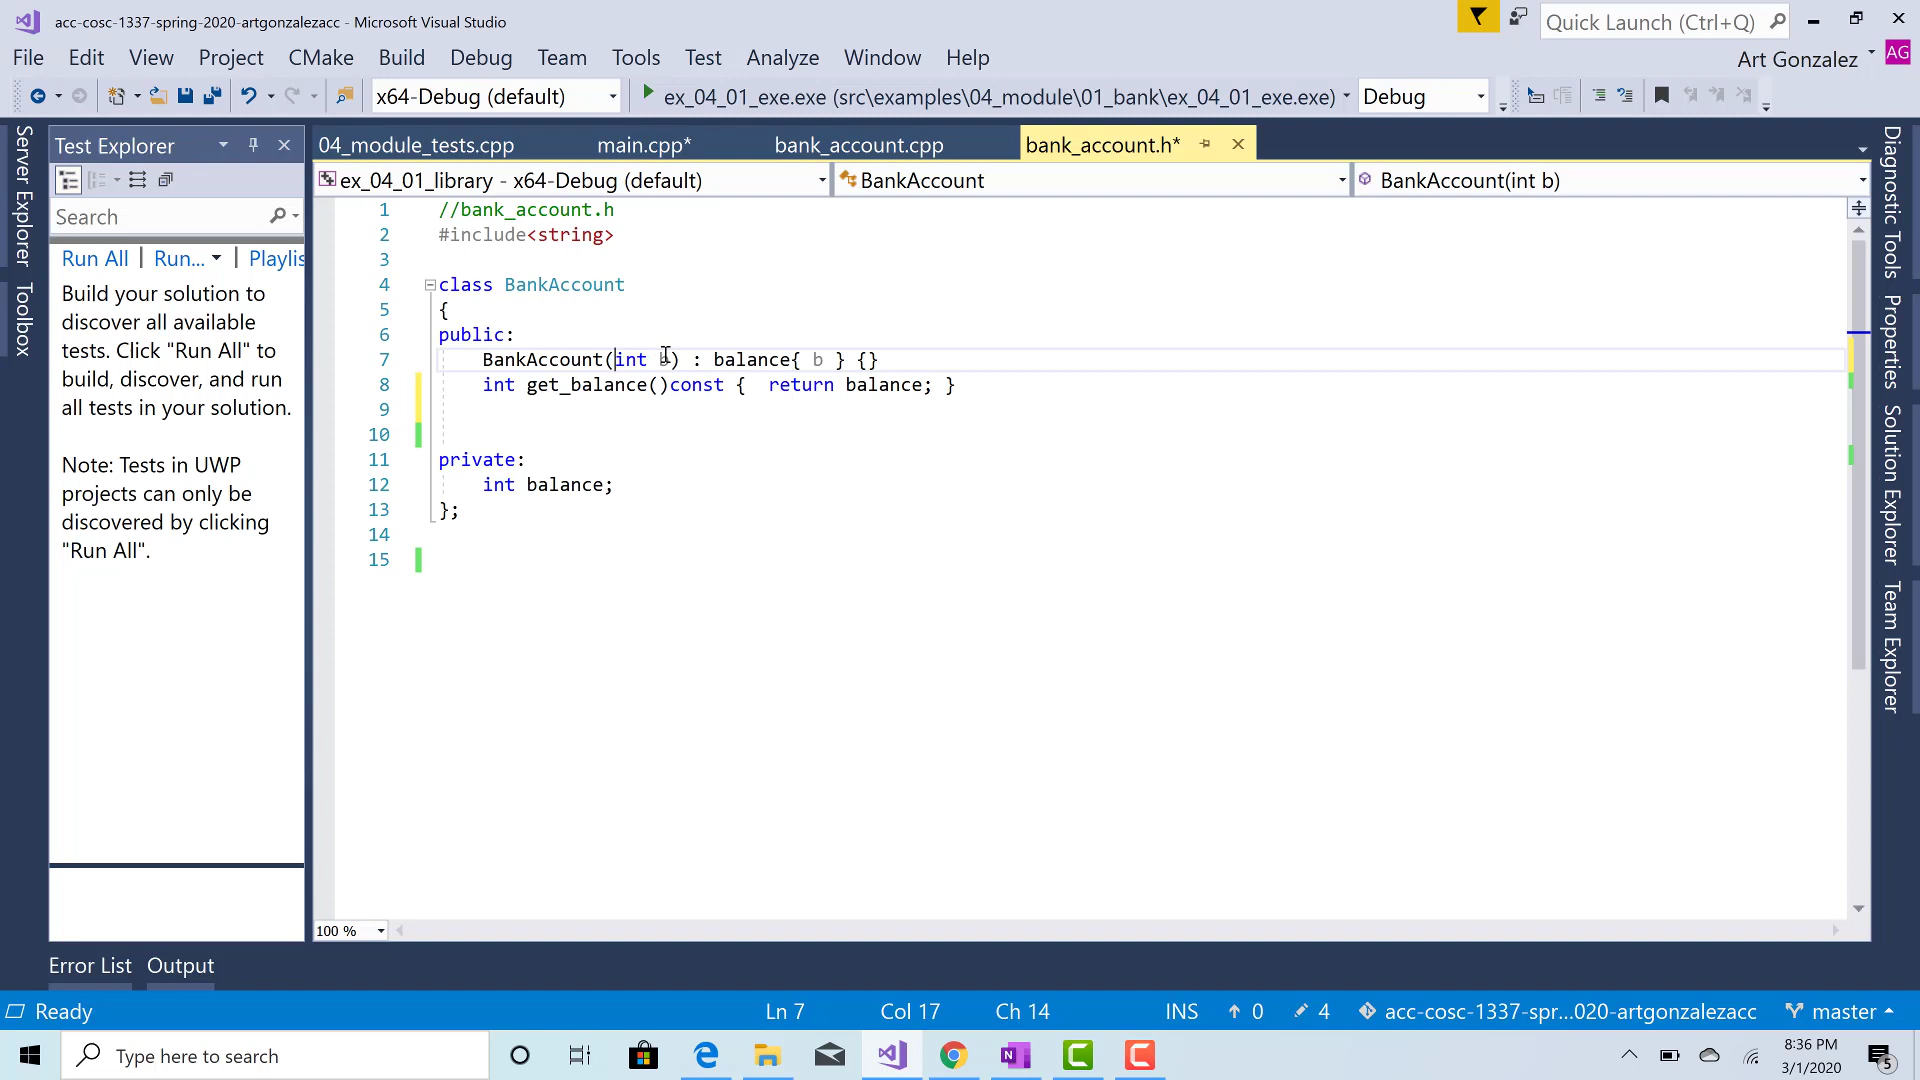 acc-cosc-1337-spring-2020-artgonzalezacc - Microsoft Visual Studio
Quick Launch (Ctrl+Q)
File Edit View Project CMake Build Debug Team Tools Test Analyze Window Help
Art Gonzalez AG
x64-Debug (default) ex_04_01_exe.exe (src\examples\04_module\01_bank\ex_04_01_exe.exe) Debug
Server Explorer
Toolbox
Test Explorer
Search
Run All | Run... | Playlis
Build your solution to
discover all available
tests. Click "Run All" to
build, discover, and run
all tests in your solution.
Note: Tests in UWP
projects can only be
discovered by clicking
"Run All".
04_module_tests.cpp main.cpp* bank_account.cpp bank_account.h*
ex_04_01_library - x64-Debug (default) BankAccount BankAccount(int b)
1 //bank_account.h
2 #include<string>
3
4 class BankAccount
5 {
6 public:
7 BankAccount(int b) : balance{ b } {}
8 int get_balance()const { return balance; }
9
10
11 private:
12 int balance;
13 };
14
15
100 %
Diagnostic Tools
Properties
Solution Explorer
Team Explorer
Error List Output
Ready Ln 7 Col 17 Ch 14 INS 0 4 acc-cosc-1337-spr...020-artgonzalezacc master
Type here to search
8:36 PM
3/1/2020
5